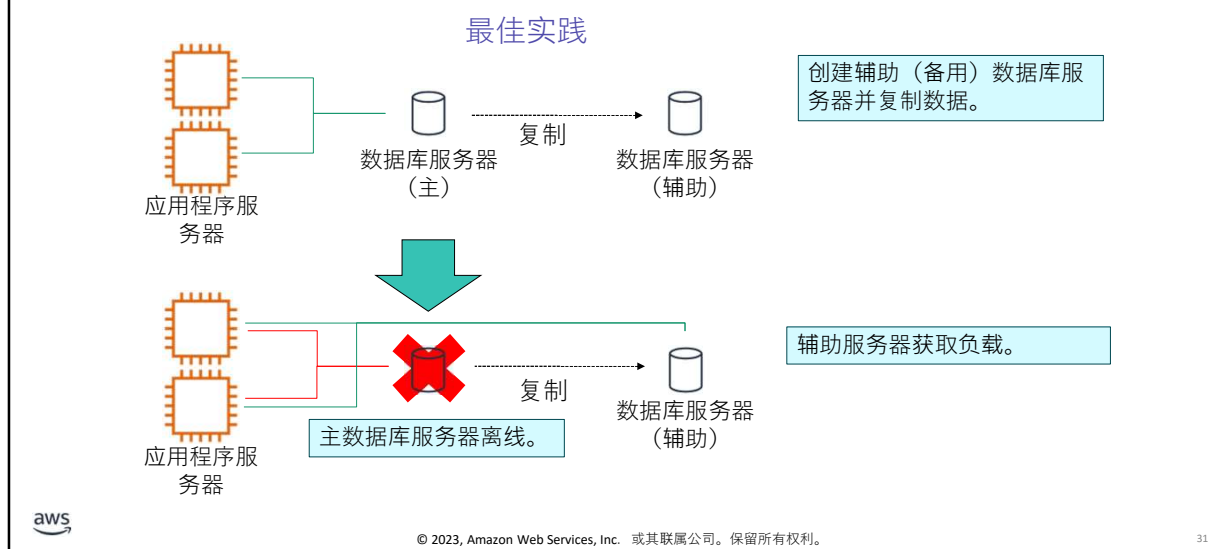 最佳实践
创建辅助（备用）数据库服
务器并复制数据。
复制
数据库服务器
（主）
数据库服务器
（辅助）
应用程序服
务器
辅助服务器获取负载。
复制
数据库服务器
（辅助）
主数据库服务器离线。
应用程序服
务器
aws
© 2023, Amazon Web Services, Inc. 或其联属公司。保留所有权利。
31